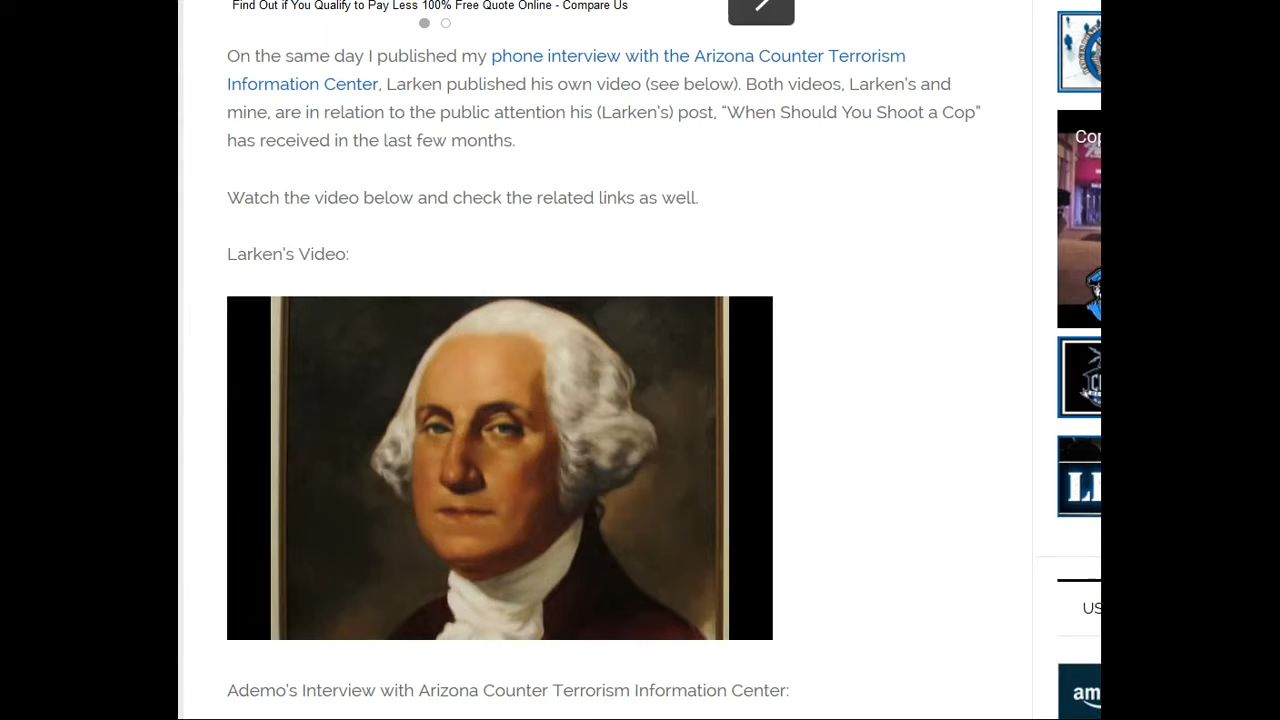 Find Out if You Qualify to Pay Less 100% Free Quote Online - Compare Us
On the same day I published my phone interview with the Arizona Counter Terrorism
Information Center, Larken published his own video (see below). Both videos, Larken's and
mine, are in relation to the public attention his (Larken's) post, “When Should You Shoot a Cop”
has received in the last few months.
Watch the video below and check the related links as well.
Larken's Video:
Ademo's Interview with Arizona Counter Terrorism Information Center:
Cop
US
am